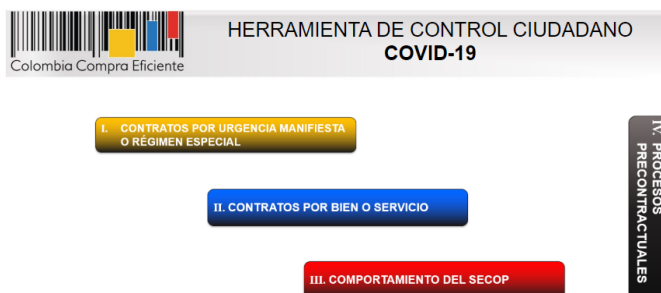 Colombia Compra Eficiente
HERRAMIENTA DE CONTROL CIUDADANO
COVID-19
I. CONTRATOS POR URGENCIA MANIFIESTA
O RÉGIMEN ESPECIAL
II. CONTRATOS POR BIEN O SERVICIO
III. COMPORTAMIENTO DEL SECOP
IV. PROCESOS
PRECONTRACTUALES